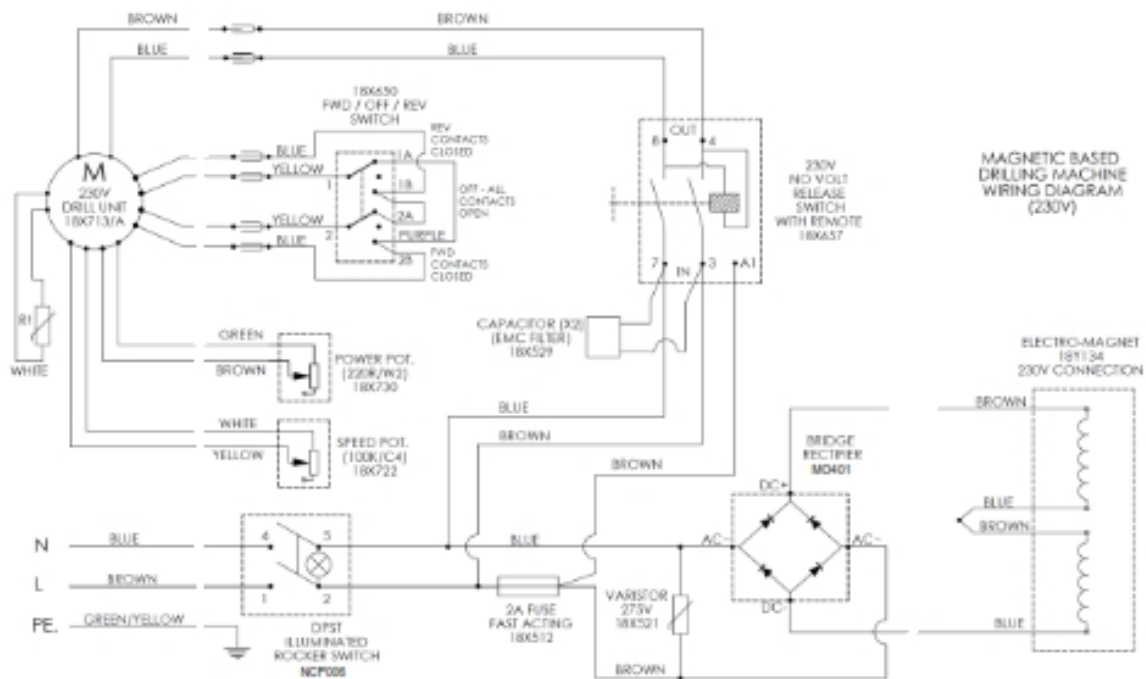 BROWN
BROWN
BLUE
BLUE
18X650
FWD / OFF / REV
SWITCH
REV
CONTACTS
CLOSED
BLUE
YELLOW
1A
1
1B
OFF - ALL
CONTACTS
OPEN
2A
YELLOW
2
PURPLE
BLUE
2B
FWD
CONTACTS
CLOSED
M
230V
DRILL UNIT
18X713/A
OUT
8
4
230V
NO VOLT
RELEASE
SWITCH
WITH REMOTE
18X657
7
IN
3
A1
MAGNETIC BASED
DRILLING MACHINE
WIRING DIAGRAM
(230V)
CAPACITOR (X2)
(EMC FILTER)
18X529
WHITE
GREEN
BROWN
POWER POT.
(220R/W2)
18X730
WHITE
YELLOW
SPEED POT.
(100K/C4)
18X722
BLUE
BROWN
BROWN
ELECTRO-MAGNET
18Y134
230V CONNECTION
BROWN
BLUE
BROWN
BLUE
BRIDGE
RECTIFIER
MO401
DC+
AC~
AC~
DC-
N
BLUE
4
5
BLUE
L
BROWN
1
2
PE.
GREEN/YELLOW
DPST
ILLUMINATED
ROCKER SWITCH
NCP006
2A FUSE
FAST ACTING
18X512
VARISTOR
275V
18X521
BROWN